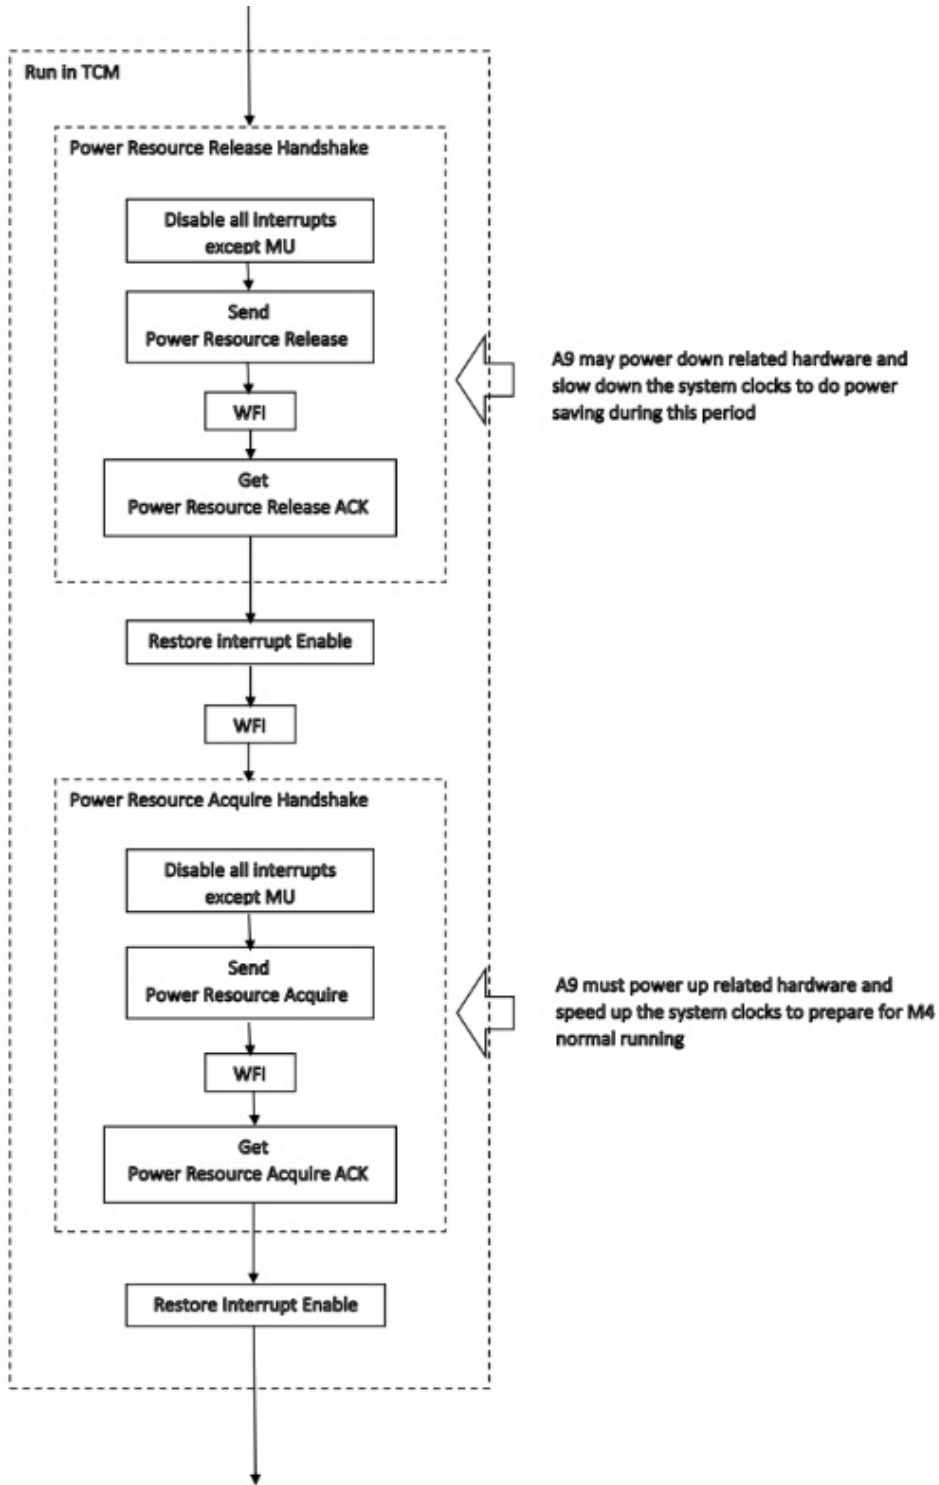 Run in TCM
Power Resource Release Handshake
Disable all interrupts
except MU
Send
Power Resource Release
WFI
Get
Power Resource Release ACK
A9 may power down related hardware and
slow down the system clocks to do power
saving during this period
Restore interrupt Enable
WFI
Power Resource Acquire Handshake
Disable all interrupts
except MU
Send
Power Resource Acquire
WFI
Get
Power Resource Acquire ACK
A9 must power up related hardware and
speed up the system clocks to prepare for M4
normal running
Restore Interrupt Enable